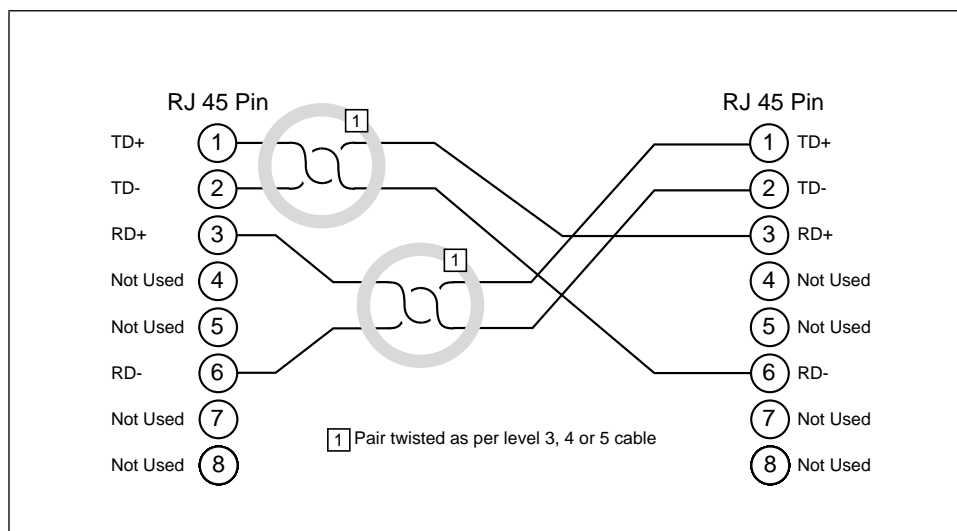 RJ 45 Pin RJ 45 Pin
1
TD+ 1 1 TD+
TD- 2 2 TD-
RD+ 3 3 RD+
1
Not Used 4 4 Not Used
Not Used 5 5 Not Used
RD- 6 6 RD-
Not Used 7 7 Not Used
1 Pair twisted as per level 3, 4 or 5 cable
Not Used 8 8 Not Used